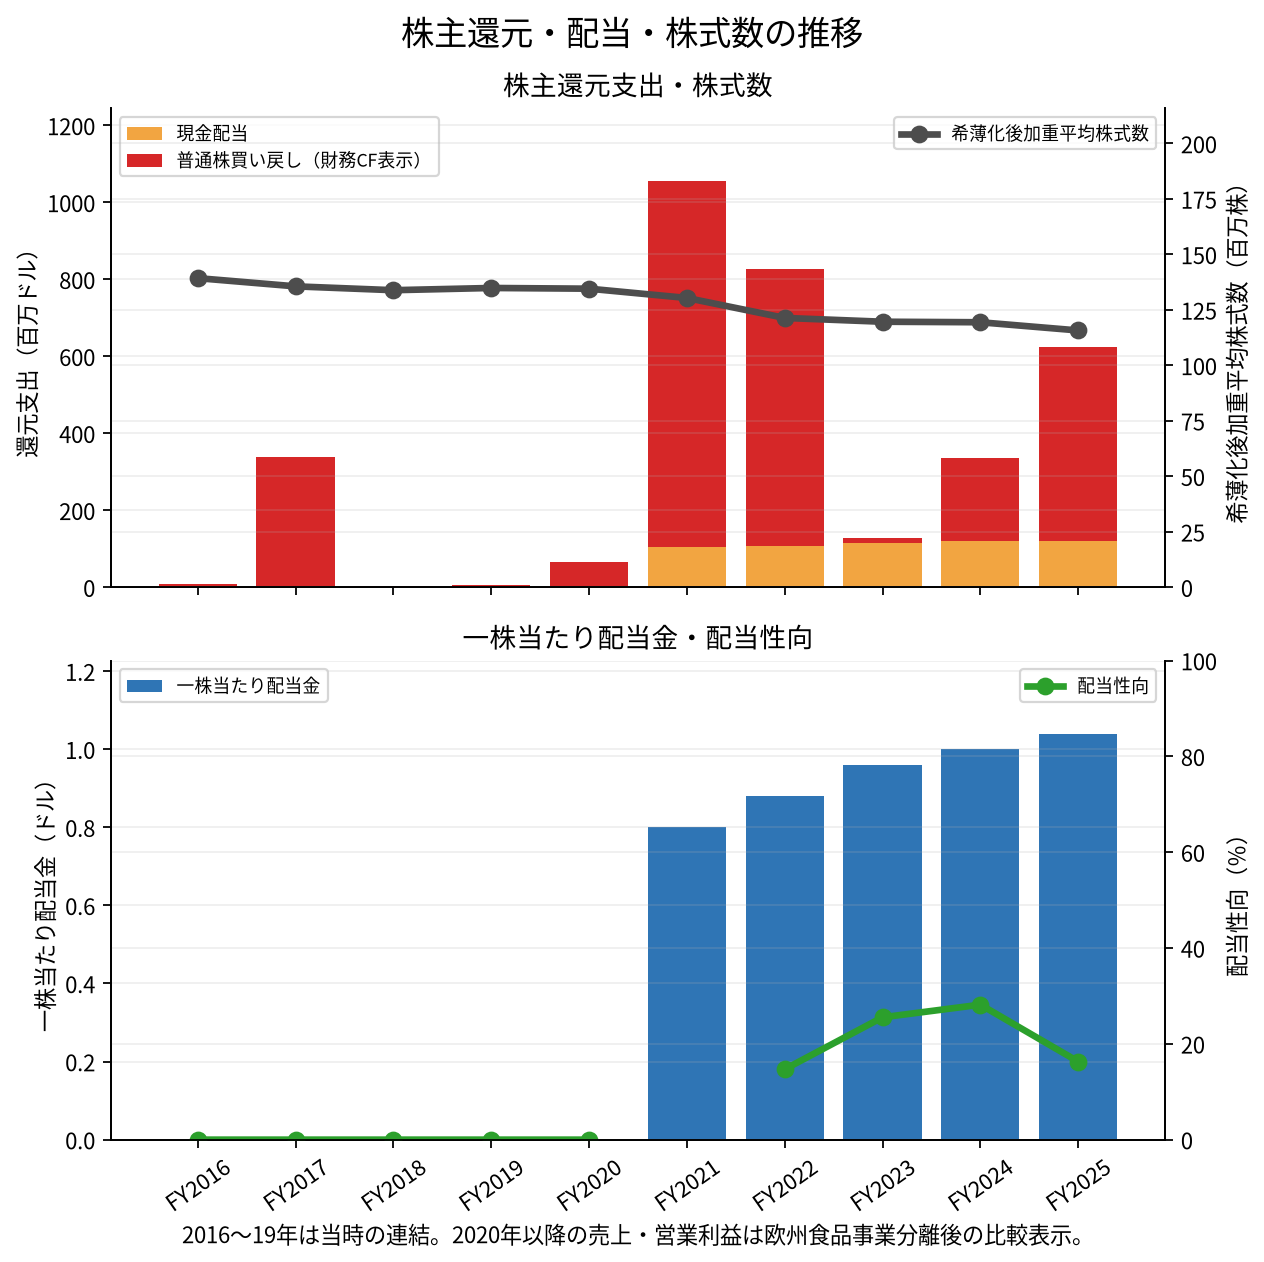 株主還元・配当・株式数の推移
株主還元支出・株式数
現金配当
普通株買い戻し（財務CF表示）
希薄化後加重平均株式数
還元支出（百万ドル）
1200
1000
800
600
400
200
0
200
175
150
125
100
75
50
25
0
希薄化後加重平均株式数（百万株）
一株当たり配当金・配当性向
一株当たり配当金
配当性向
一株当たり配当金（ドル）
1.2
1.0
0.8
0.6
0.4
0.2
0.0
100
80
60
40
20
0
配当性向（%）
FY2016
FY2017
FY2018
FY2019
FY2020
FY2021
FY2022
FY2023
FY2024
FY2025
2016～19年は当時の連結。2020年以降の売上・営業利益は欧州食品事業分離後の比較表示。